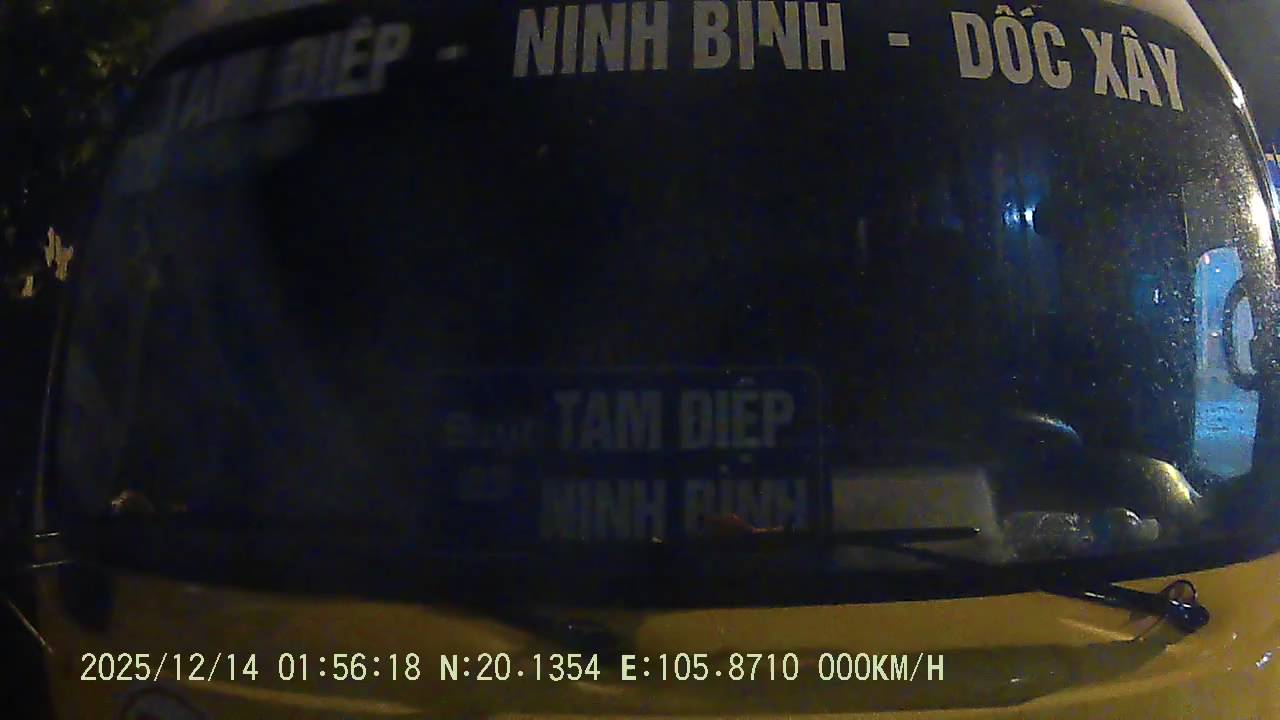 TAM ĐIỆP - NINH BÌNH - DỐC XÂY
TAM ĐIỆP
NINH BÌNH
2025/12/14 01:56:18 N:20.1354 E:105.8710 000KM/H